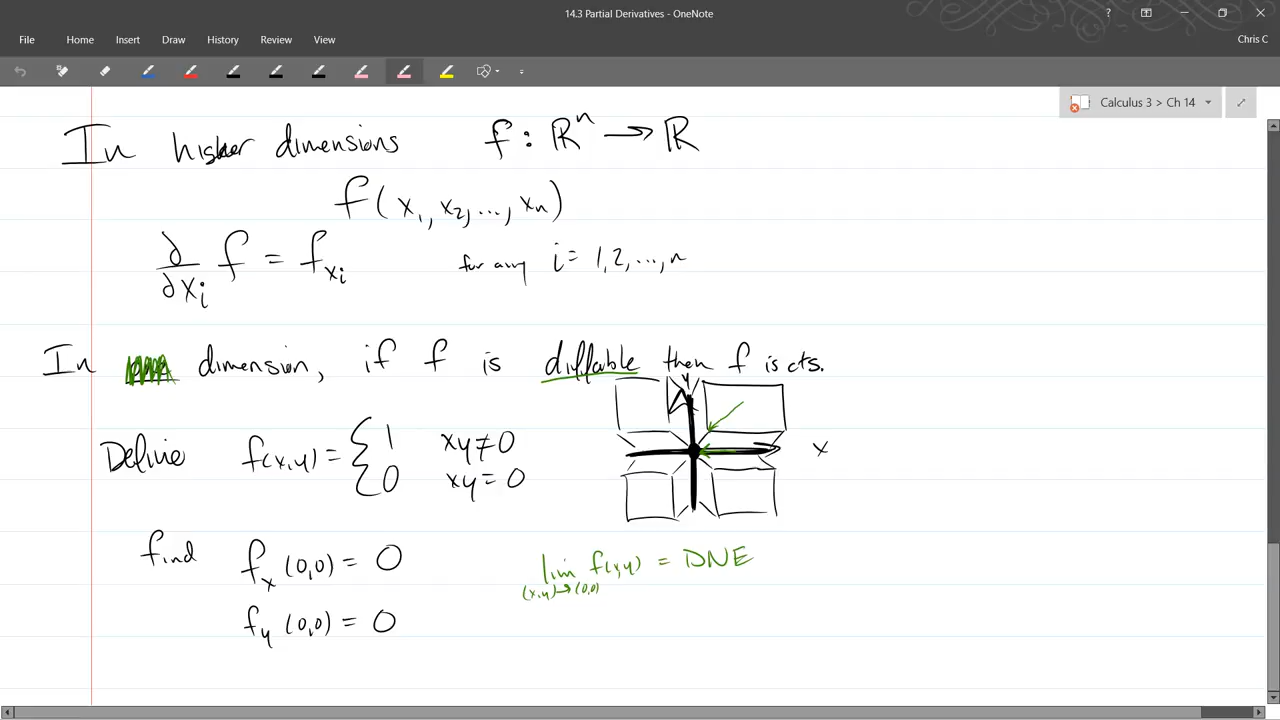 14.3 Partial Derivatives - OneNote
File Home Insert Draw History Review View
Chris C
Calculus 3 > Ch 14
In higher dimensions f : ℝⁿ → ℝ
f(x₁, x₂, ..., xₙ)
∂/∂xᵢ f = f_xᵢ for any i = 1, 2, ..., n
In dimension, if f is diffable then f is cts.
y
Define f(x,y) = { 1 xy ≠ 0
0 xy = 0
x
find f_x (0,0) = 0
lim (x,y)→(0,0) f(x,y) = DNE
f_y (0,0) = 0